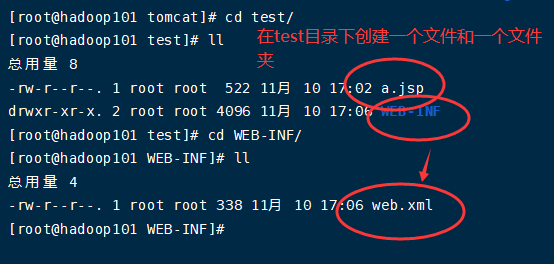 [root@hadoop101 tomcat]# cd test/
[root@hadoop101 test]# ll
在test目录下创建一个文件和一个文件
夹
总用量 8
-rw-r--r--. 1 root root  522 11月  10 17:02 a.jsp
drwxr-xr-x. 2 root root 4096 11月  10 17:06 WEB-INF
[root@hadoop101 test]# cd WEB-INF/
[root@hadoop101 WEB-INF]# ll
总用量 4
-rw-r--r--. 1 root root 338 11月  10 17:06 web.xml
[root@hadoop101 WEB-INF]#